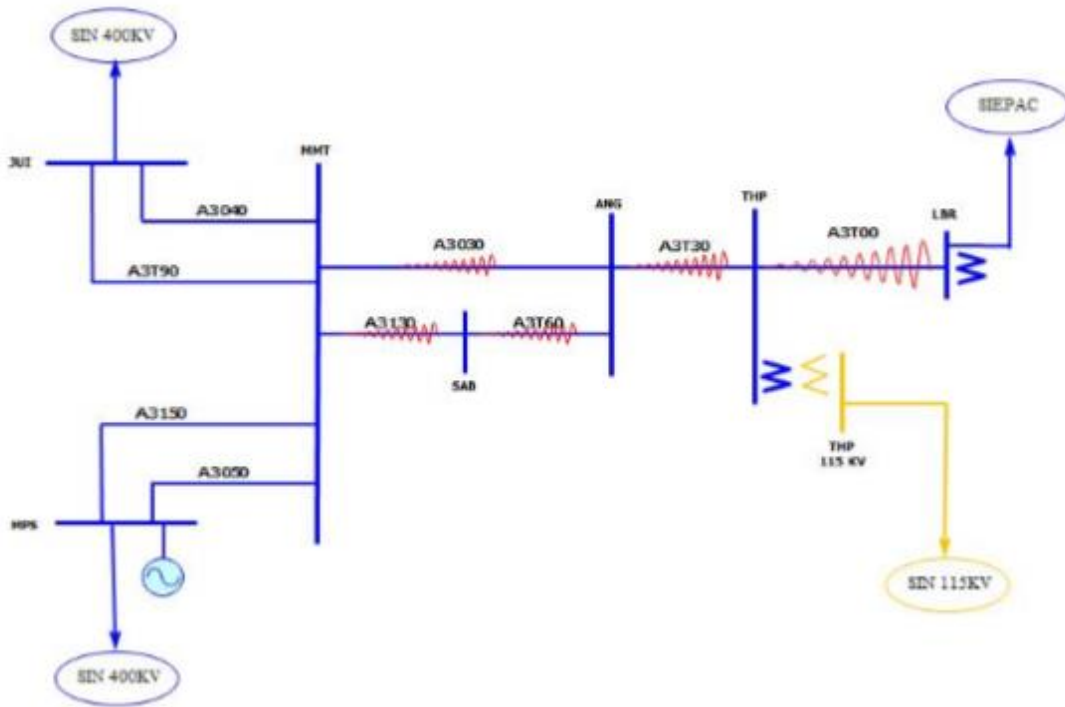 SIN 400KV
SIEPAC
JUI
MMT
ANG
THP
LBR
A3040
A3030
A3T30
A3T00
A3T90
A3130
A3T60
SAB
A3150
THP
115 KV
A3050
MPS
SIN 115KV
SIN 400KV